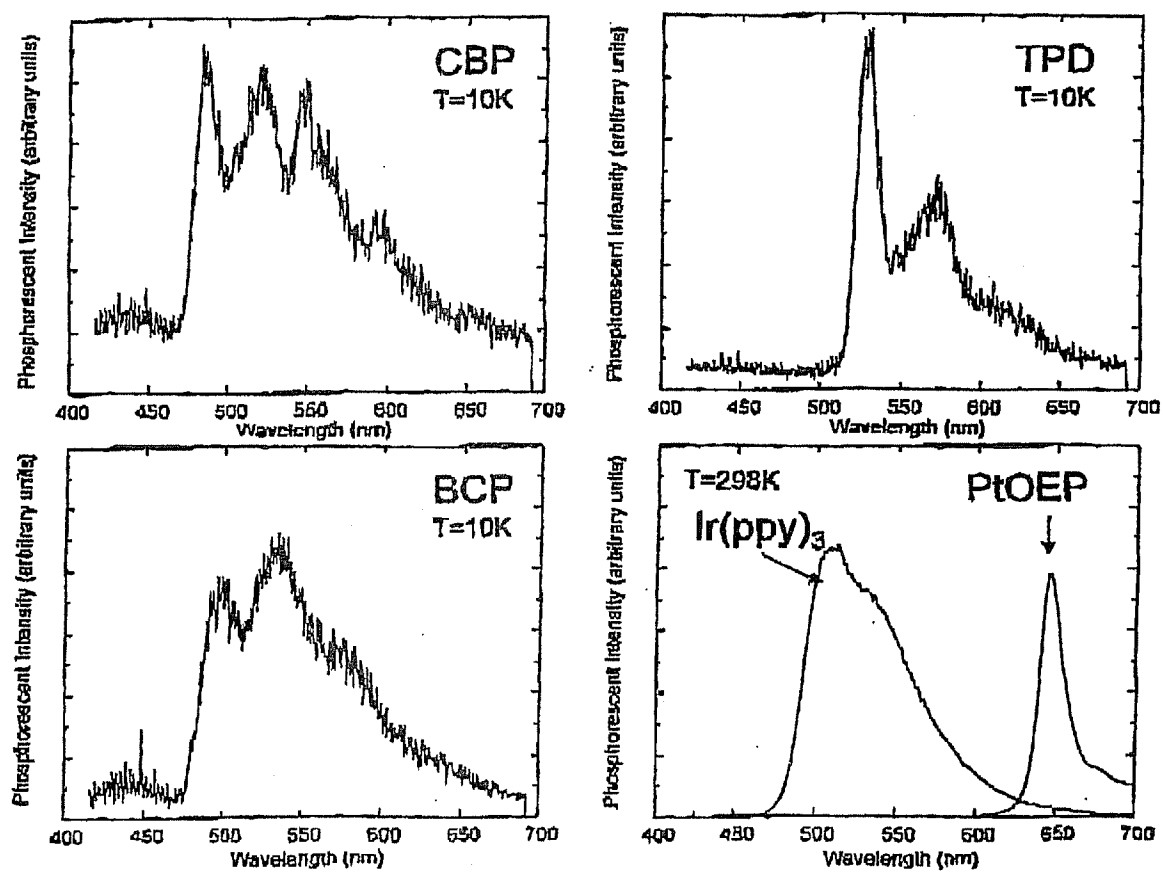 Phosphorescent Intensity (arbitrary units)
CBP
T=10K
400 450 500 550 600 650 700
Wavelength (nm)
Phosphorescent Intensity (arbitrary units)
TPD
T=10K
400 450 500 550 600 650 700
Wavelength (nm)
Phosphorescent Intensity (arbitrary units)
BCP
T=10K
400 450 500 550 600 650 700
Wavelength (nm)
Phosphorescent Intensity (arbitrary units)
T=298K
PtOEP
Ir(ppy)₃
400 450 500 550 600 650 700
Wavelength (nm)